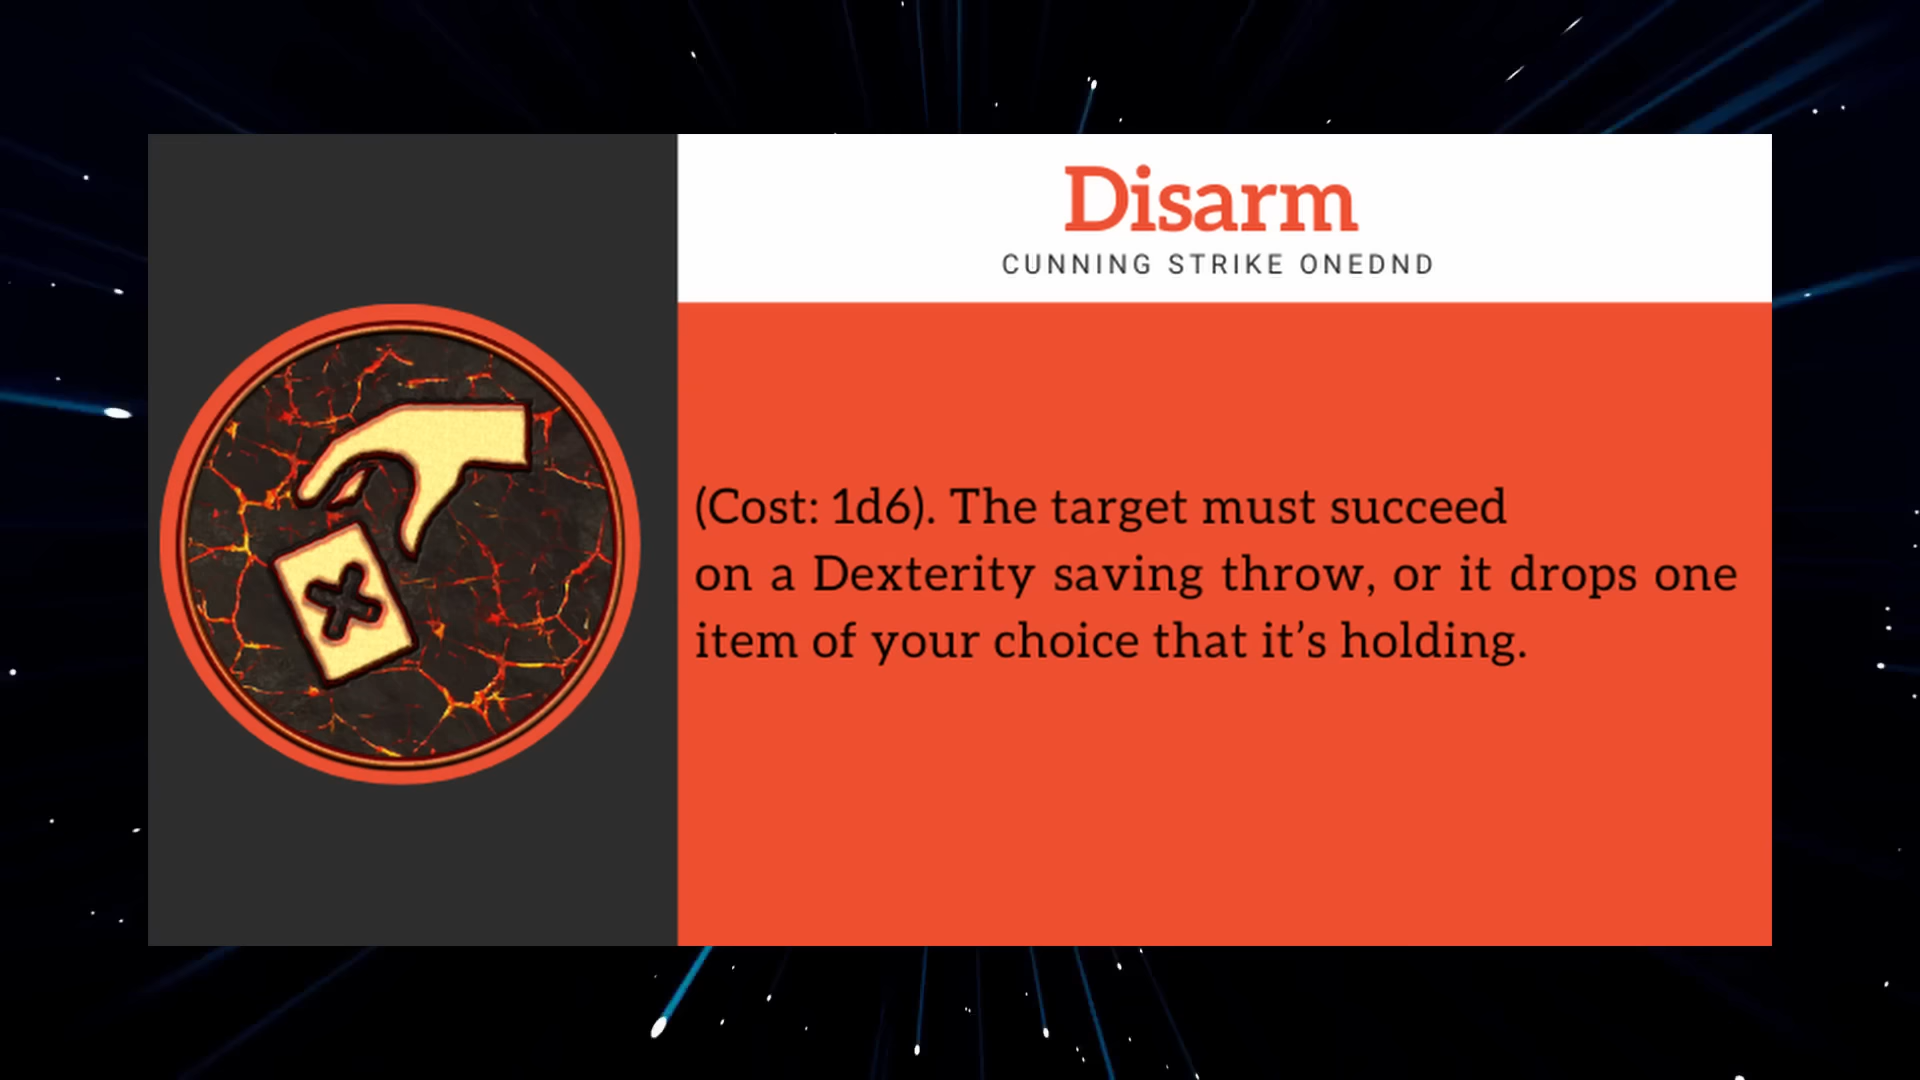 Disarm
CUNNING STRIKE ONEDND
(Cost: 1d6). The target must succeed
on a Dexterity saving throw, or it drops one
item of your choice that it’s holding.